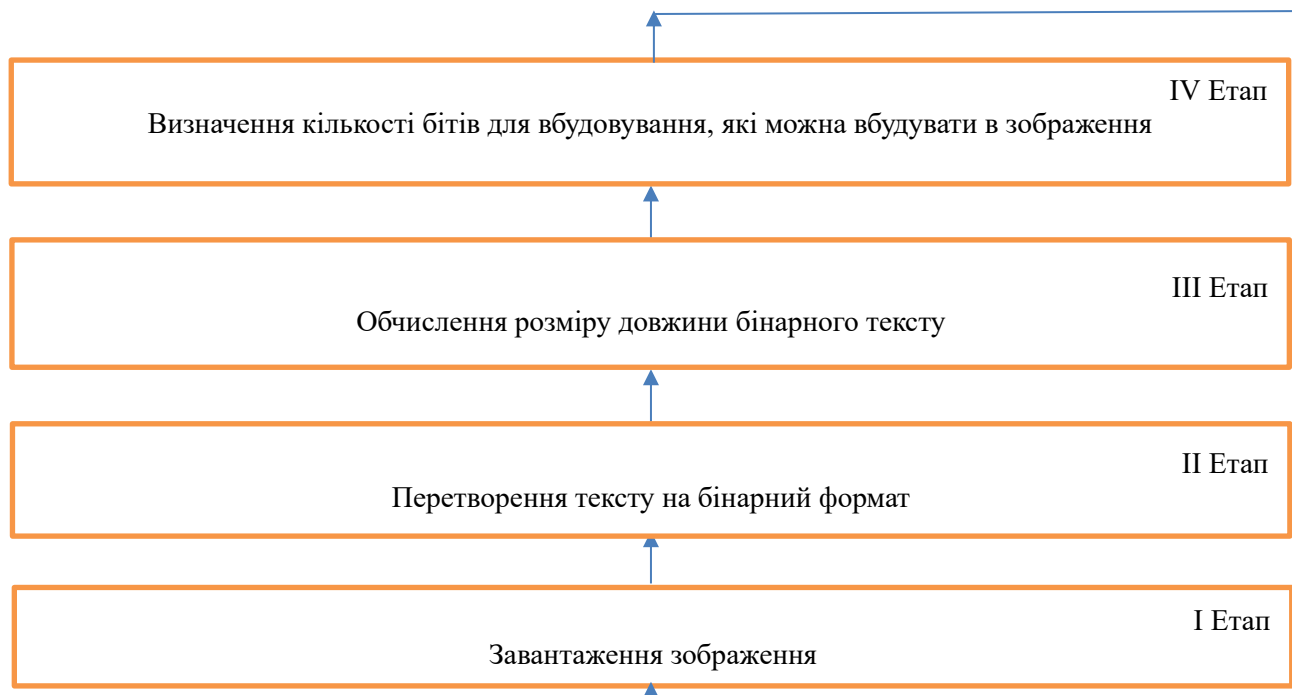 IV Етап
Визначення кількості бітів для вбудовування, які можна вбудувати в зображення
III Етап
Обчислення розміру довжини бінарного тексту
II Етап
Перетворення тексту на бінарний формат
I Етап
Завантаження зображення